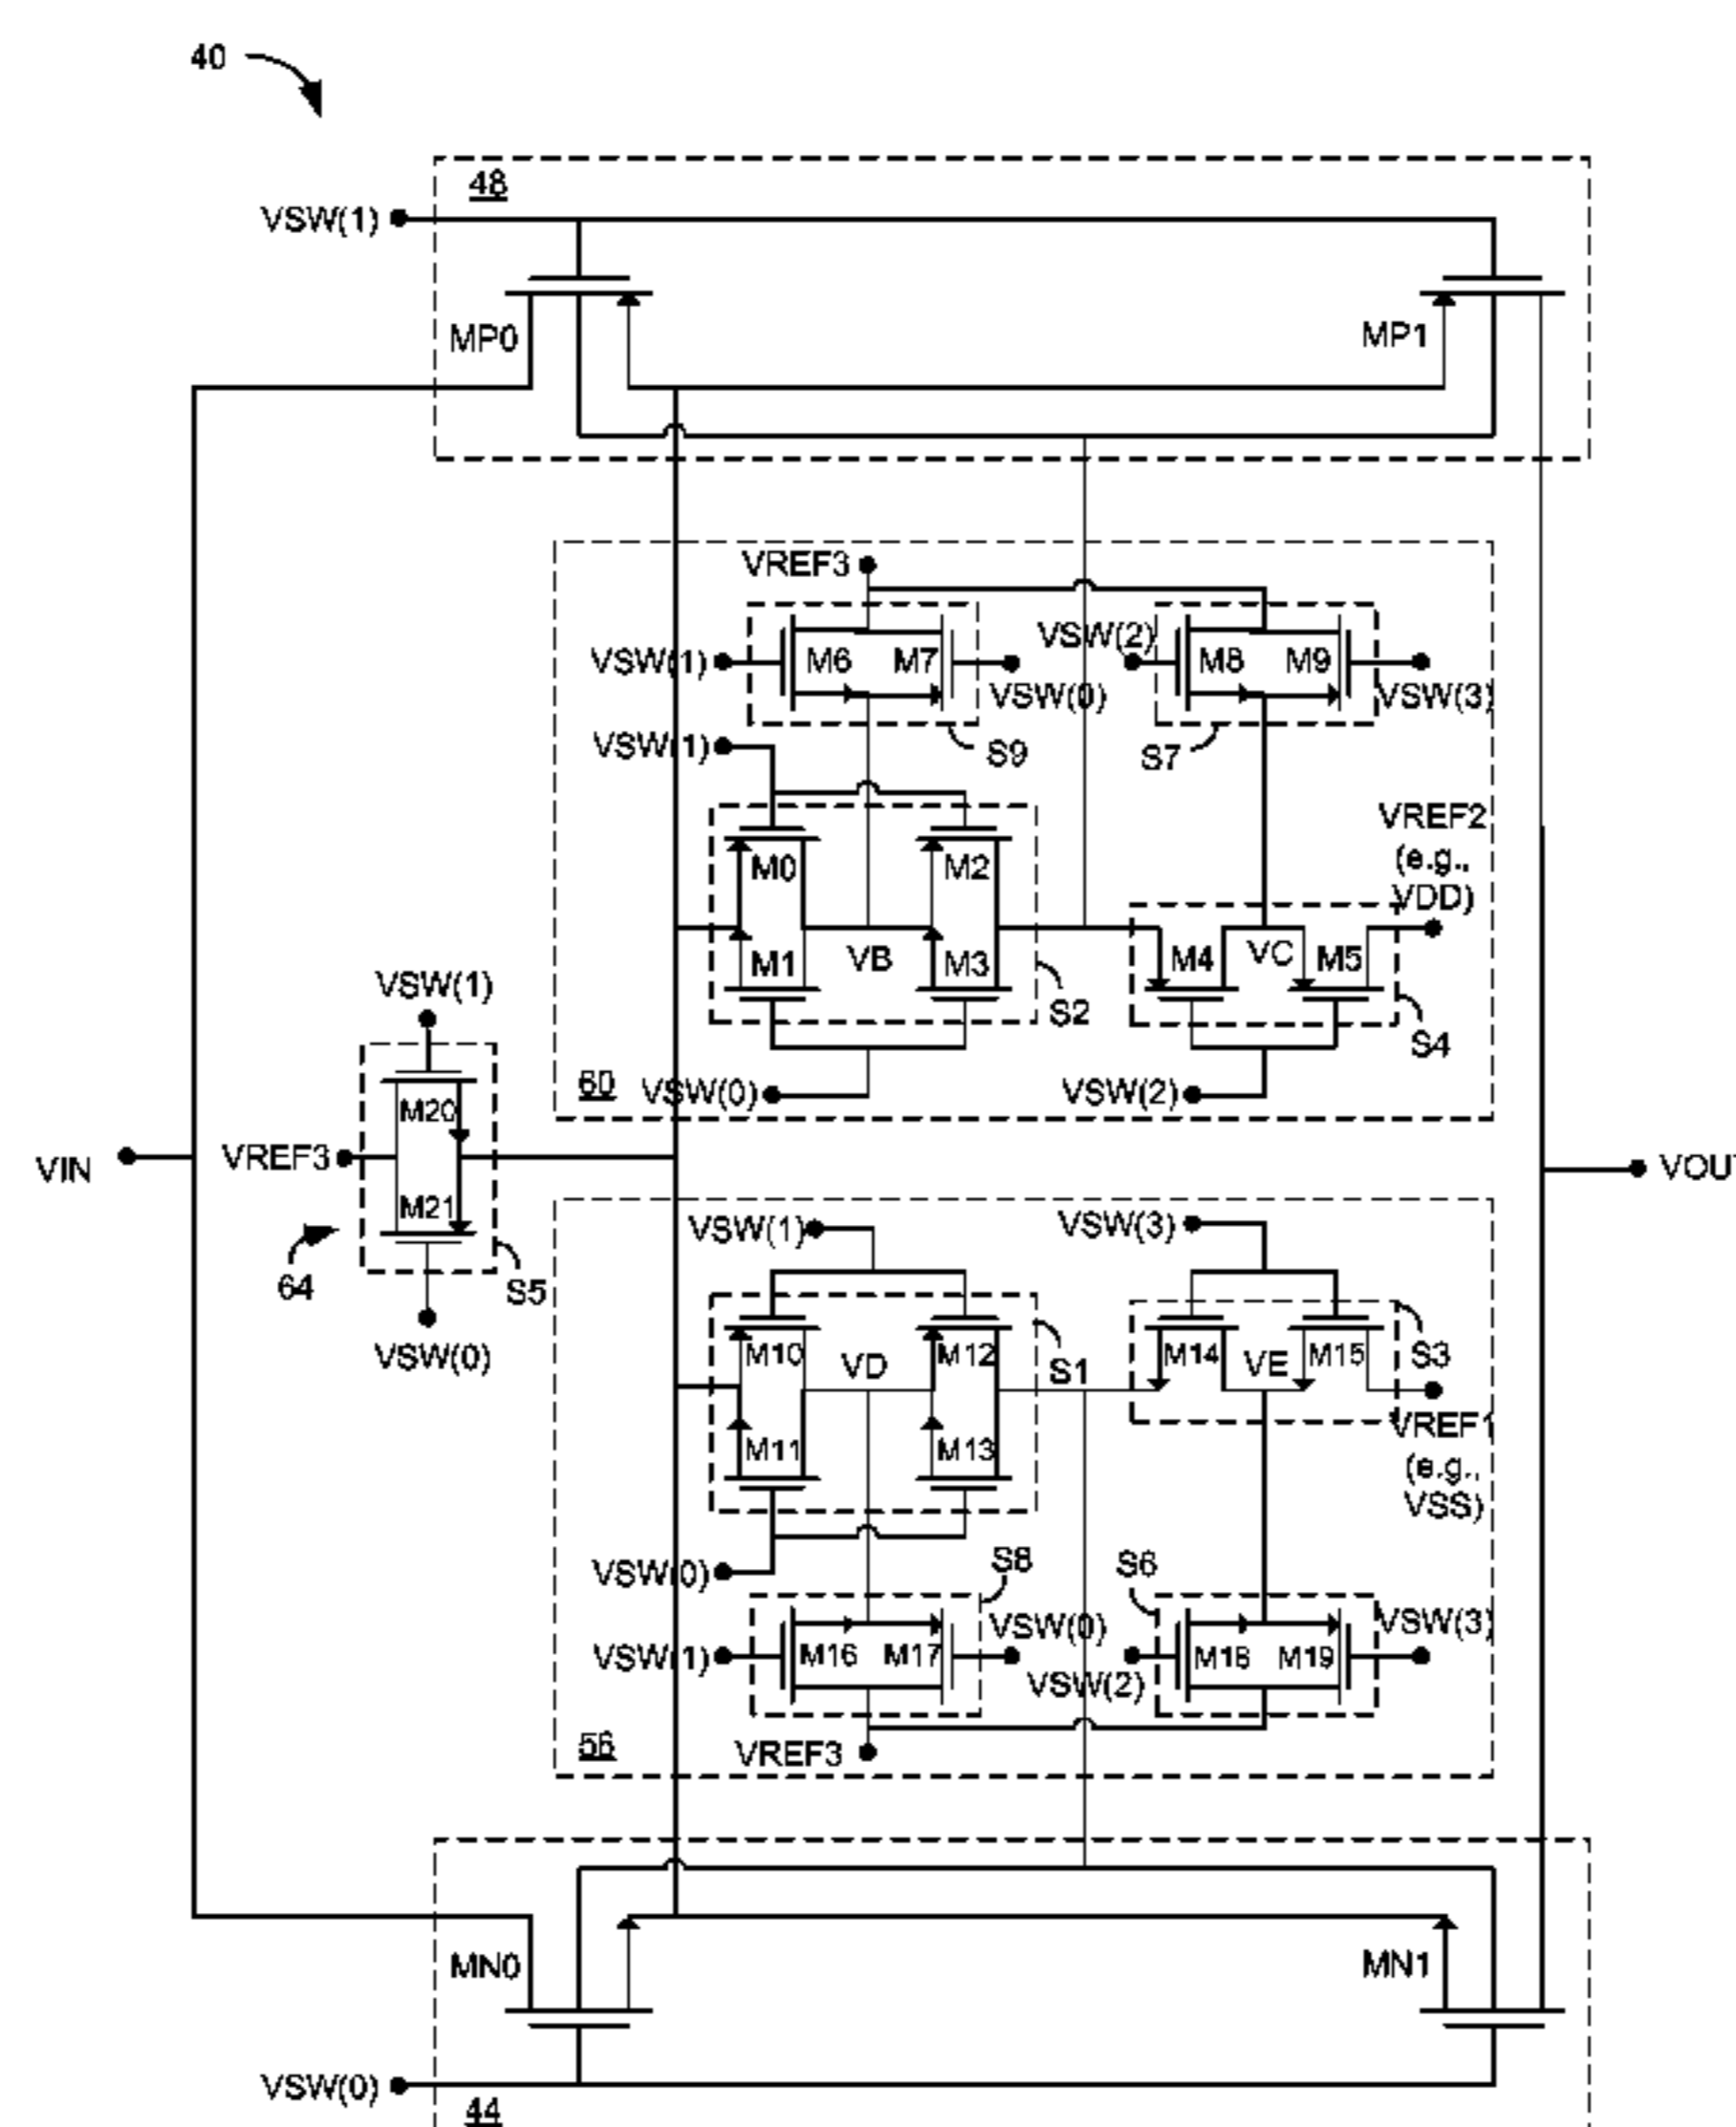 40
48
VSW(1)
MP0
MP1
VREF3
VSW(2)
VSW(1)
M6
M7
M8
M9
VSW(0)
VSW(3)
VSW(1)
S9
S7
VREF2
(e.g.,
VDD)
M0
M2
M1
VB
M3
M4
VC
M5
VSW(1)
S2
S4
60
VSW(0)
VSW(2)
M20
VIN
VREF3
VOUT
M21
VSW(1)
VSW(3)
64
S5
VSW(0)
M10
VD
M12
S1
M14
VE
M15
S3
VREF1
(e.g.,
VSS)
M11
M13
VSW(0)
S8
S6
VSW(0)
VSW(3)
VSW(1)
M16
M17
M18
M19
VSW(2)
56
VREF3
MN0
MN1
VSW(0)
44